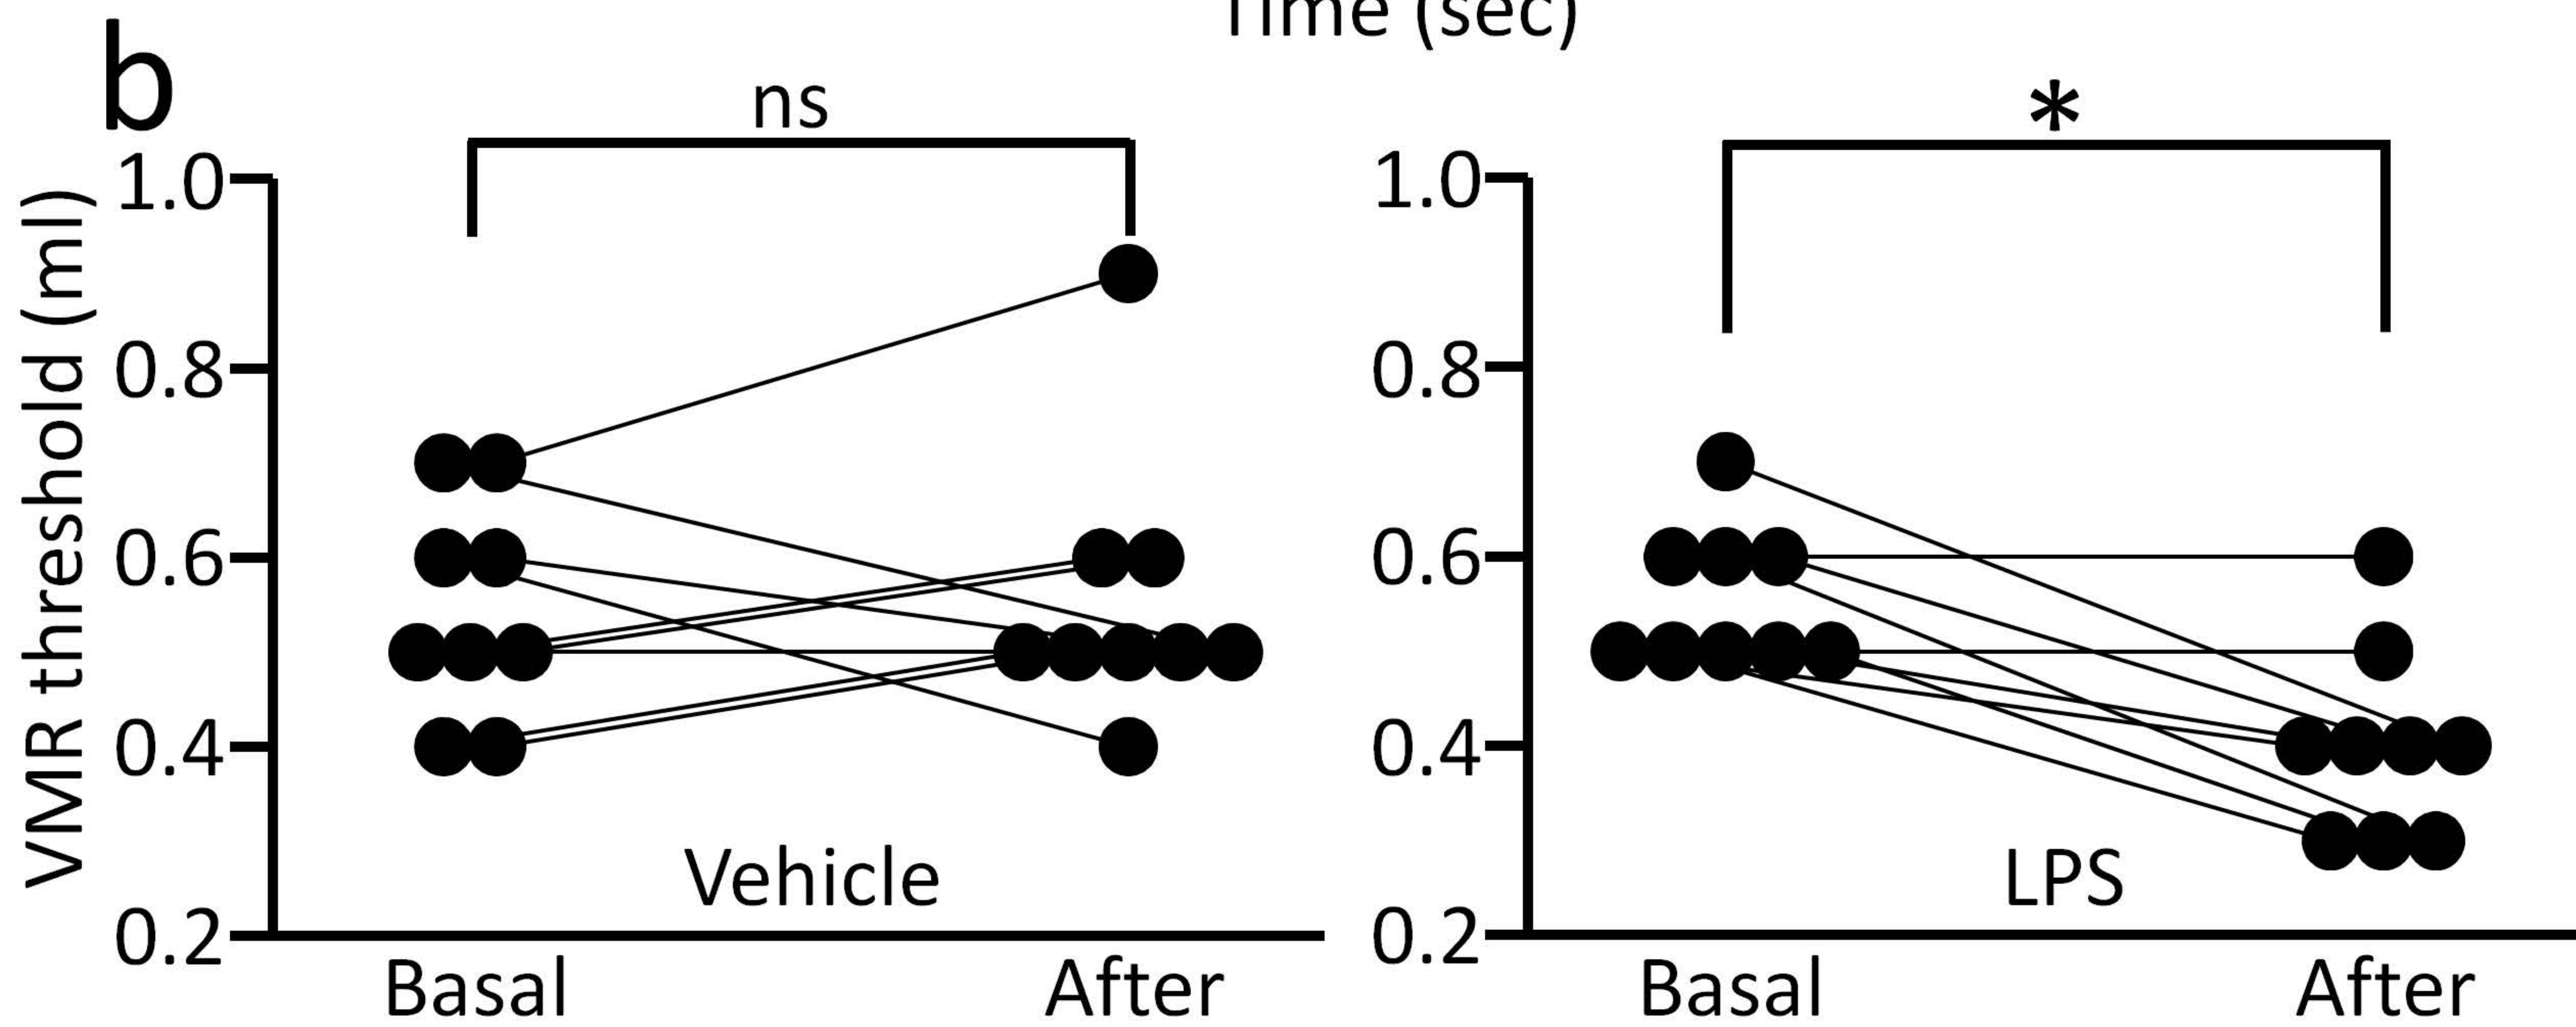 Time (sec)
b
ns
*
VMR threshold (ml)
1.0
0.8
0.6
0.4
0.2
Vehicle
Basal
After
1.0
0.8
0.6
0.4
0.2
LPS
Basal
After